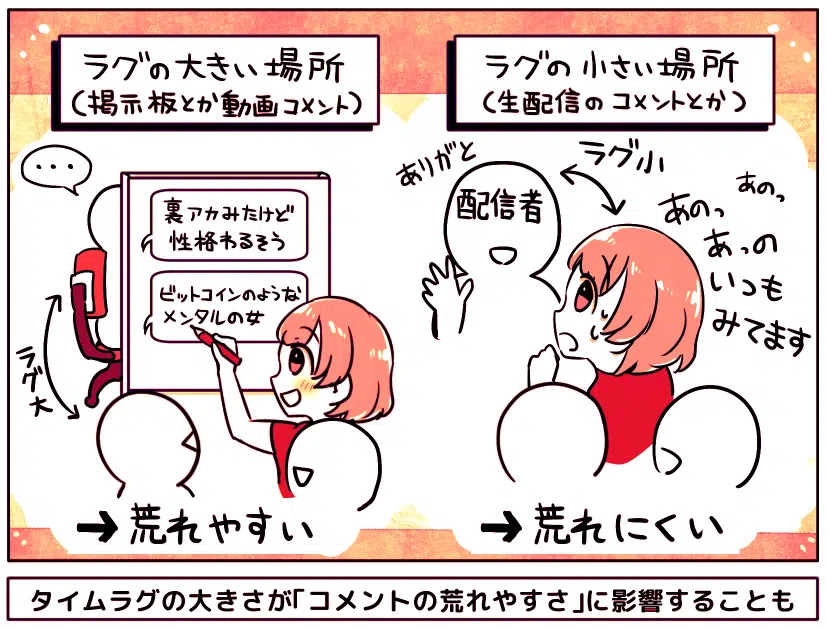 ラグの大きい場所
(掲示板とか動画コメント)
…
裏アカみたけど
性格わるそう
ビットコインのような
メンタルの女
ラグ大
→荒れやすい
ラグの小さい場所
(生配信のコメントとか)
ありがと
配信者
ラグ小
あのっ
あのっ
あっの
いつも
みてます
→荒れにくい
タイムラグの大きさが「コメントの荒れやすさ」に影響することも